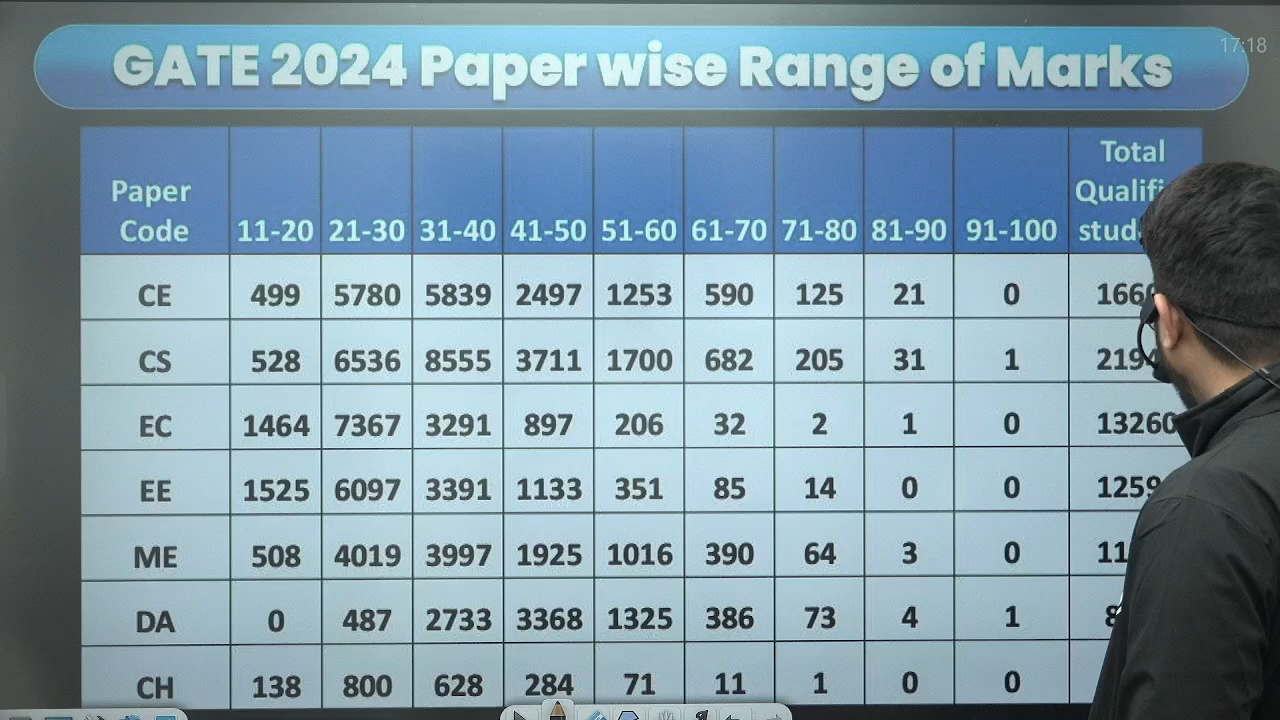 GATE 2024 Paper wise Range of Marks
17:18
Paper Code 11-20 21-30 31-40 41-50 51-60 61-70 71-80 81-90 91-100 Total
CE 499 5780 5839 2497 1253 590 125 21 0
CS 528 6536 8555 3711 1700 682 205 31 1
EC 1464 7367 3291 897 206 32 2 1 0 13260
EE 1525 6097 3391 1133 351 85 14 0 0
ME 508 4019 3997 1925 1016 390 64 3 0
DA 0 487 2733 3368 1325 386 73 4 1
CH 138 800 628 284 71 11 1 0 0